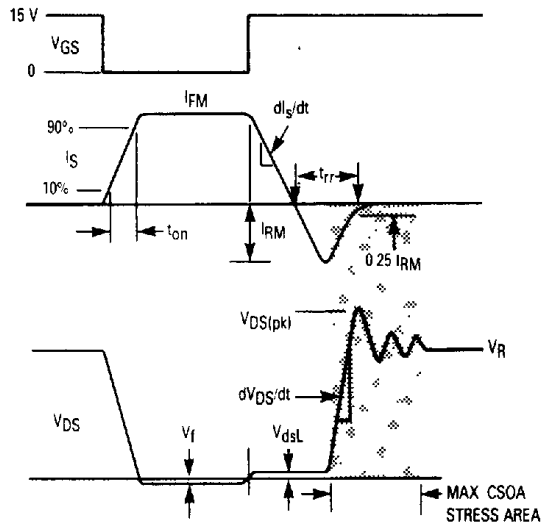 15 V
VGS
0
IFM
dIs/dt
90%
IS
10%
trr
ton
IRM
0.25 IRM
VDS(pk)
VR
dVDS/dt
VDS
Vf
VdsL
MAX CSOA
STRESS AREA